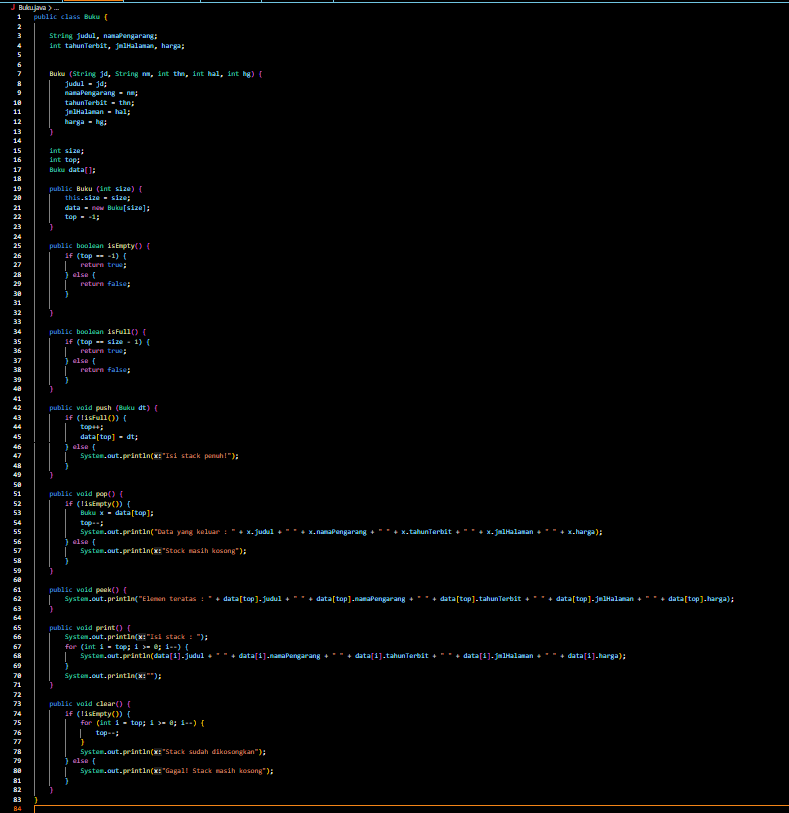 Buku.java > ...
1 public class Buku {
2
3 String judul, namaPengarang;
4 int tahunTerbit, jmlHalaman, harga;
5
6
7 Buku (String jd, String nm, int thn, int hal, int hg) {
8 judul = jd;
9 namaPengarang = nm;
10 tahunTerbit = thn;
11 jmlHalaman = hal;
12 harga = hg;
13 }
14
15 int size;
16 int top;
17 Buku data[];
18
19 public Buku (int size) {
20 this.size = size;
21 data = new Buku[size];
22 top = -1;
23 }
24
25 public boolean isEmpty() {
26 if (top == -1) {
27 return true;
28 } else {
29 return false;
30 }
31
32 }
33
34 public boolean isFull() {
35 if (top == size - 1) {
36 return true;
37 } else {
38 return false;
39 }
40 }
41
42 public void push (Buku dt) {
43 if (!isFull()) {
44 top++;
45 data[top] = dt;
46 } else {
47 System.out.println(x:"Isi stack penuh!");
48 }
49 }
50
51 public void pop() {
52 if (!isEmpty()) {
53 Buku x = data[top];
54 top--;
55 System.out.println("Data yang keluar : " + x.judul + " " + x.namaPengarang + " " + x.tahunTerbit + " " + x.jmlHalaman + " " + x.harga);
56 } else {
57 System.out.println(x:"Stock masih kosong");
58 }
59 }
60
61 public void peek() {
62 System.out.println("Elemen teratas : " + data[top].judul + " " + data[top].namaPengarang + " " + data[top].tahunTerbit + " " + data[top].jmlHalaman + " " + data[top].harga);
63 }
64
65 public void print() {
66 System.out.println(x:"Isi stack : ");
67 for (int i = top; i >= 0; i--) {
68 System.out.println(data[i].judul + " " + data[i].namaPengarang + " " + data[i].tahunTerbit + " " + data[i].jmlHalaman + " " + data[i].harga);
69 }
70 System.out.println(x:"");
71 }
72
73 public void clear() {
74 if (!isEmpty()) {
75 for (int i = top; i >= 0; i--) {
76 top--;
77 }
78 System.out.println(x:"Stack sudah dikosongkan");
79 } else {
80 System.out.println(x:"Gagal! Stack masih kosong");
81 }
82 }
83 }
84